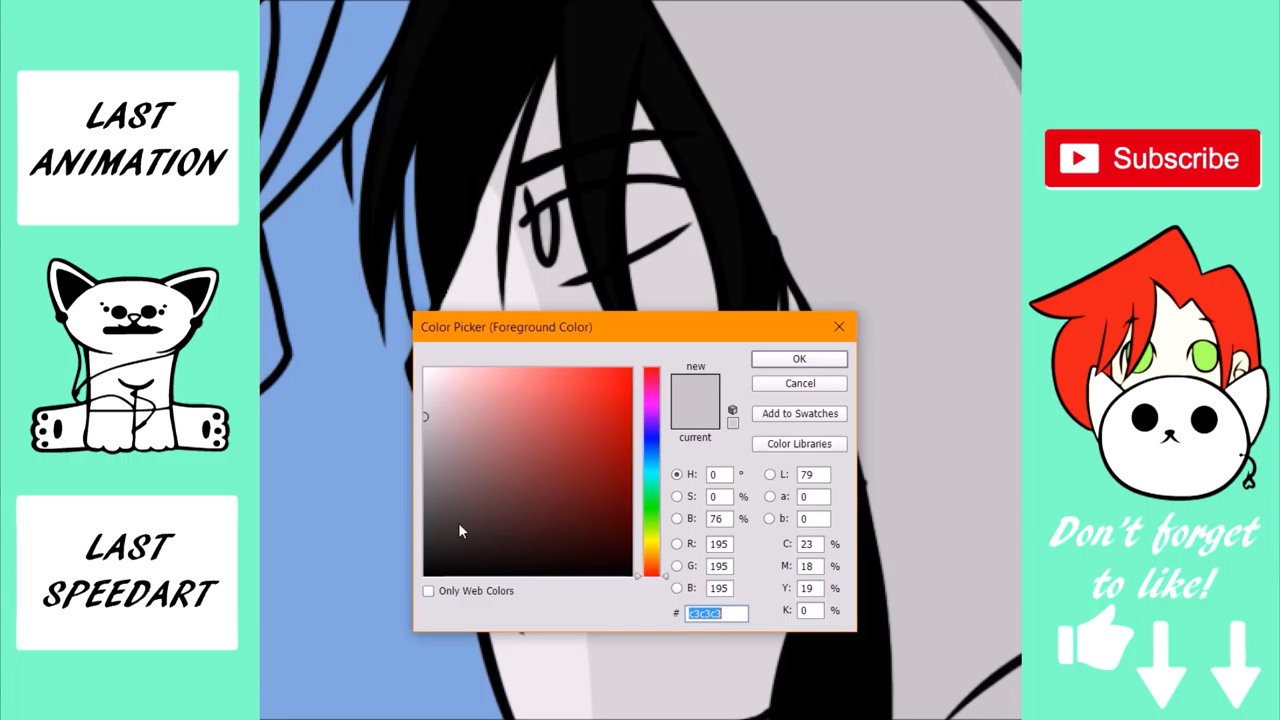 LAST
ANIMATION
LAST
SPEEDART
Color Picker (Foreground Color)
new
current
OK
Cancel
Add to Swatches
Color Libraries
H: 0 °
S: 0 %
B: 76 %
R: 195
G: 195
B: 195
# c3c3c3
L: 79
a: 0
b: 0
C: 23 %
M: 18 %
Y: 19 %
K: 0 %
Only Web Colors
Subscribe
Don't forget
to like!